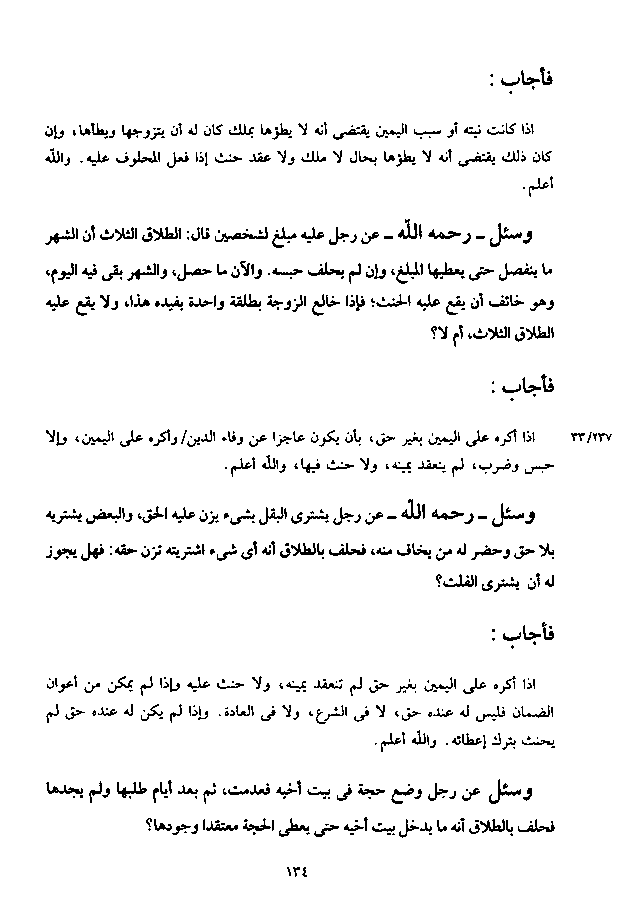 فأجاب :
اذا كانت نيته أو سبب اليمين يقتضى أنه لا يطؤها بملك كان له أن يتزوجها ويطأها، وإن
كان ذلك يقتضى أنه لا يطؤها بحال لا ملك ولا عقد حنث إذا فعل المحلوف عليه. والله
أعلم.
وسئل ـ رحمه الله ـ عن رجل عليه مبلغ لشخصين قال: الطلاق الثلاث أن الشهر
ما ينفصل حتى يعطيها المبلغ، وإن لم يحلف حبسه. والآن ما حصل، والشهر بقى فيه اليوم،
وهو خائف أن يقع عليه الحنث؛ فإذا خالع الزوجة بطلقة واحدة يفيده هذا، ولا يقع عليه
الطلاق الثلاث، أم لا؟
فأجاب :
اذا أكره على اليمين بغير حق، بأن يكون عاجزا عن وفاء الدين/ وأكره على اليمين، وإلا
٣٣/٢٣٧
حبس وضرب، لم ينعقد يمينه، ولا حنث فيها، والله أعلم.
وسئل ـ رحمه الله ـ عن رجل يشترى البقل بشىء يزن عليه الحق، والبعض يشتريه
بلا حق وحضر له من يخاف منه، فحلف بالطلاق أنه أى شىء اشتريته تزن حقه: فهل يجوز
له أن يشترى الفلت؟
فأجاب :
اذا أكره على اليمين بغير حق لم تنعقد يمينه، ولا حنث عليه وإذا لم يمكن من أعوان
الضمان فليس له عنده حق، لا فى الشرع، ولا فى العادة. وإذا لم يكن له عنده حق لم
يحنث بترك إعطائه. والله أعلم.
وسئل عن رجل وضع حجة فى بيت أخيه فعدمت، ثم بعد أيام طلبها ولم يجدها
فحلف بالطلاق أنه ما يدخل بيت أخيه حتى يعطى الحجة معتقدا وجودها؟
١٣٤